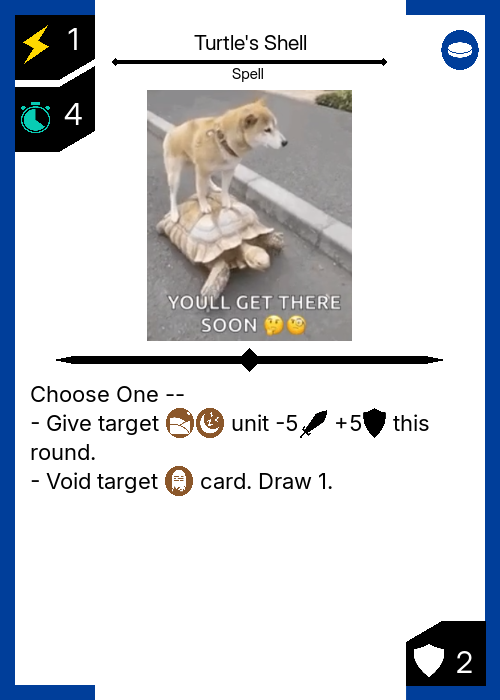 1
Turtle's Shell
Spell
4
YOULL GET THERE
SOON 🤔🧐
Choose One --
- Give target unit -5 +5 this
round.
- Void target card. Draw 1.
2